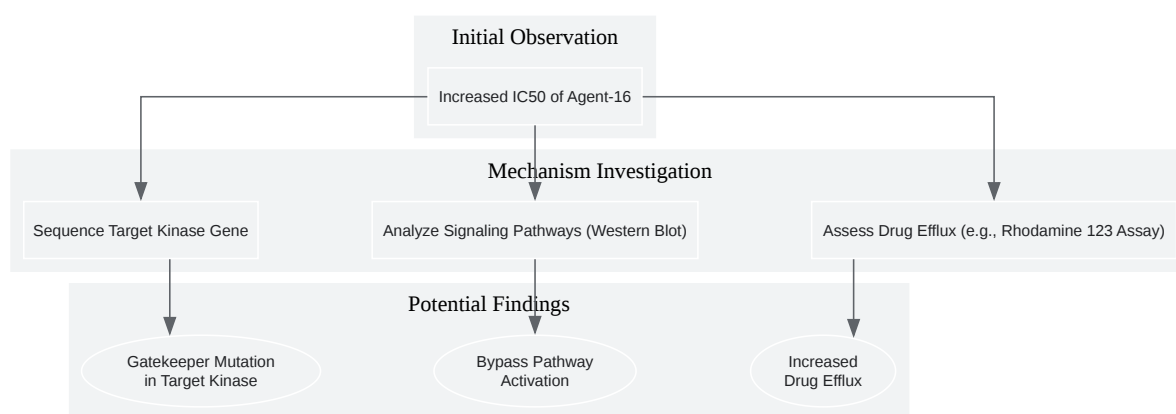 Initial Observation
Increased IC50 of Agent-16
Mechanism Investigation
Sequence Target Kinase Gene
Analyze Signaling Pathways (Western Blot)
Assess Drug Efflux (e.g., Rhodamine 123 Assay)
Potential Findings
Gatekeeper Mutation
in Target Kinase
Bypass Pathway
Activation
Increased
Drug Efflux